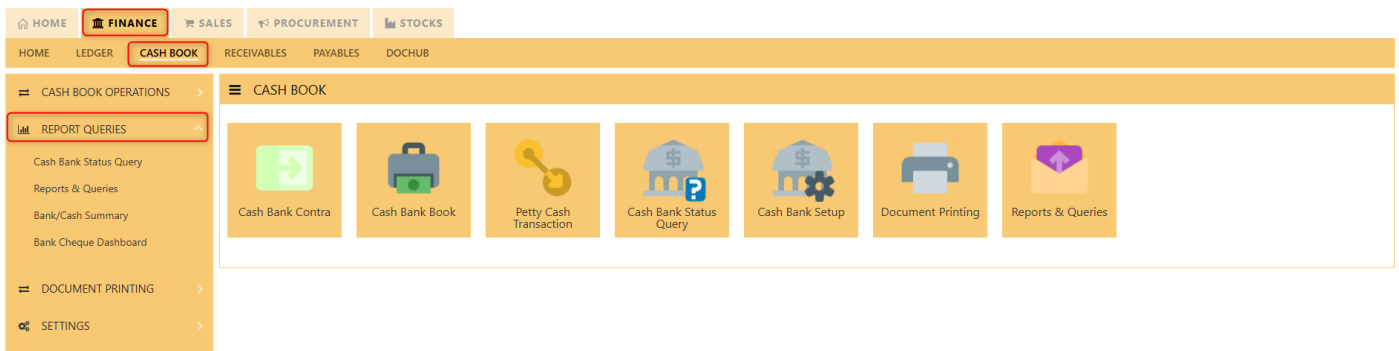 HOME FINANCE SALES PROCUREMENT STOCKS
HOME LEDGER CASH BOOK RECEIVABLES PAYABLES DOCHUB
CASH BOOK OPERATIONS
REPORT QUERIES
Cash Bank Status Query
Reports & Queries
Bank/Cash Summary
Bank Cheque Dashboard
DOCUMENT PRINTING
SETTINGS
CASH BOOK
Cash Bank Contra
Cash Bank Book
Petty Cash
Transaction
Cash Bank Status
Query
Cash Bank Setup
Document Printing
Reports & Queries